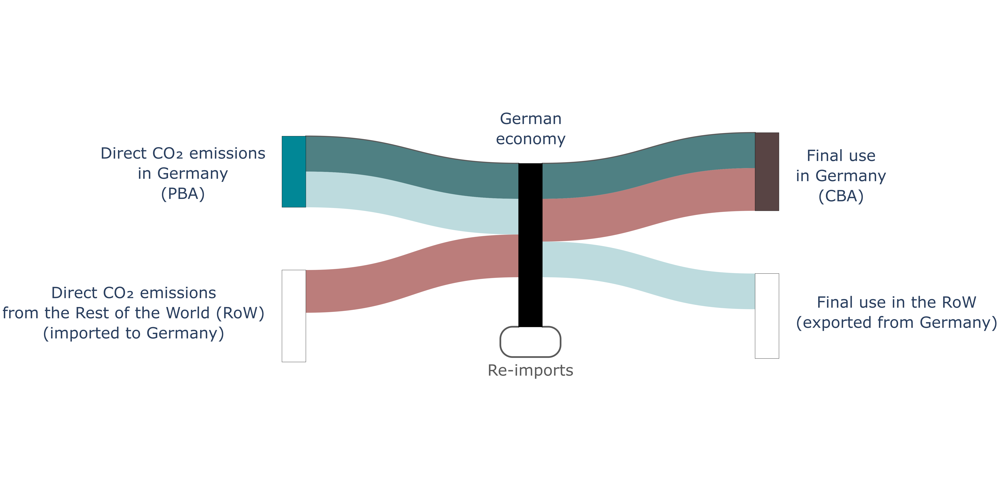 German
economy
Direct CO₂ emissions
in Germany
(PBA)
Final use
in Germany
(CBA)
Direct CO₂ emissions
from the Rest of the World (RoW)
(imported to Germany)
Final use in the RoW
(exported from Germany)
Re-imports